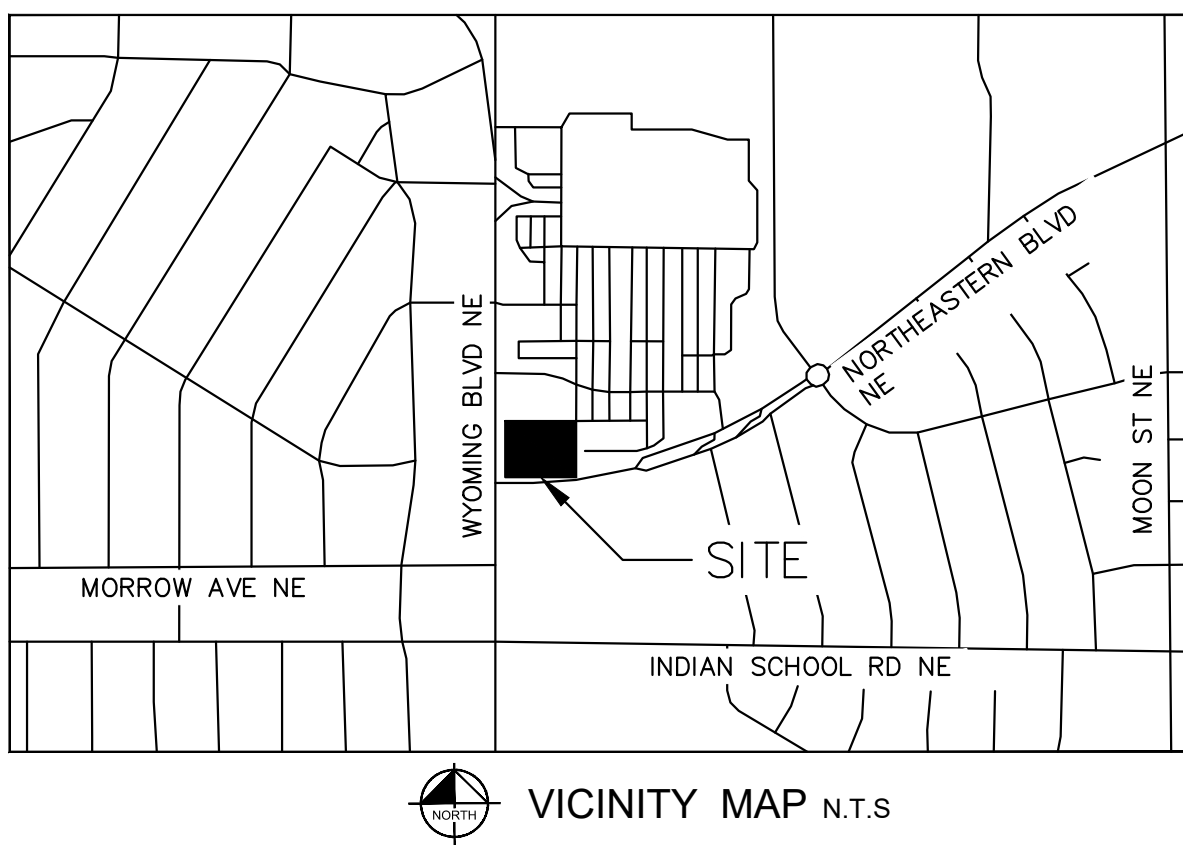 NORTHEASTERN BLVD
NE
WYOMING BLVD NE
MOON ST NE
SITE
MORROW AVE NE
INDIAN SCHOOL RD NE
NORTH
VICINITY MAP N.T.S